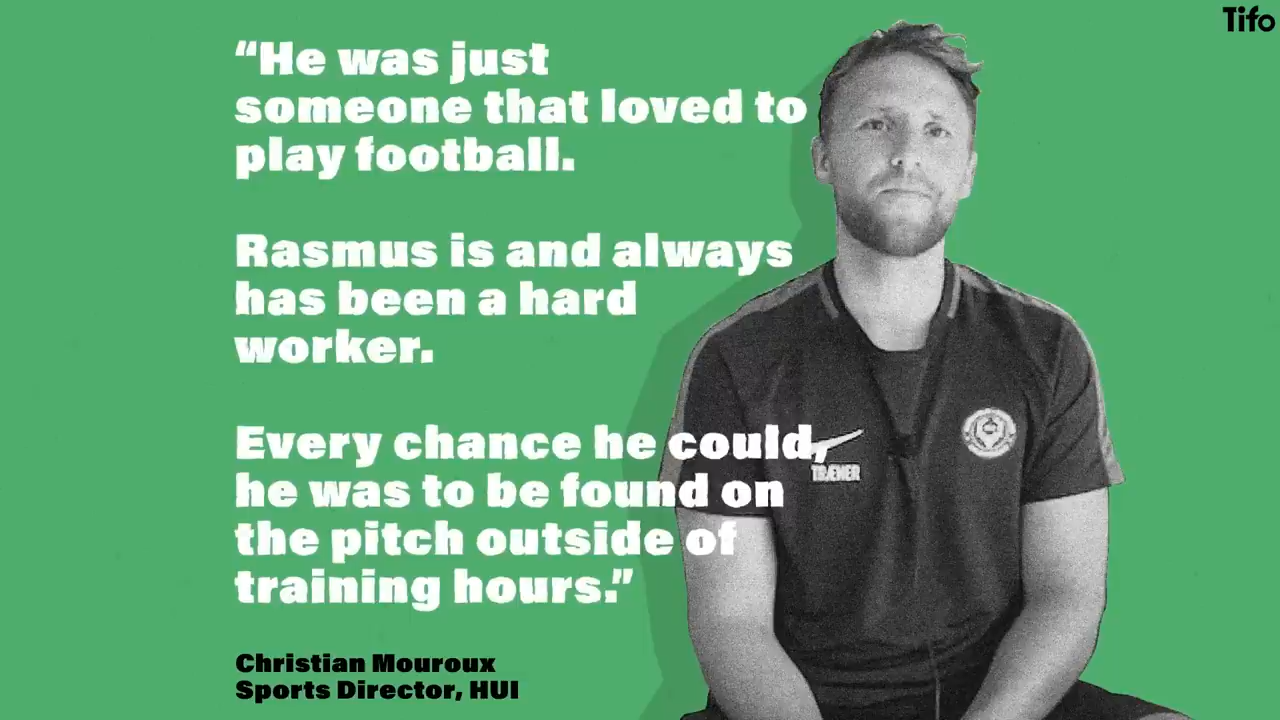 Tifo
“He was just
someone that loved to
play football.
Rasmus is and always
has been a hard
worker.
Every chance he could,
he was to be found on
the pitch outside of
training hours.”
TRÆNER
Christian Mouroux
Sports Director, HUI